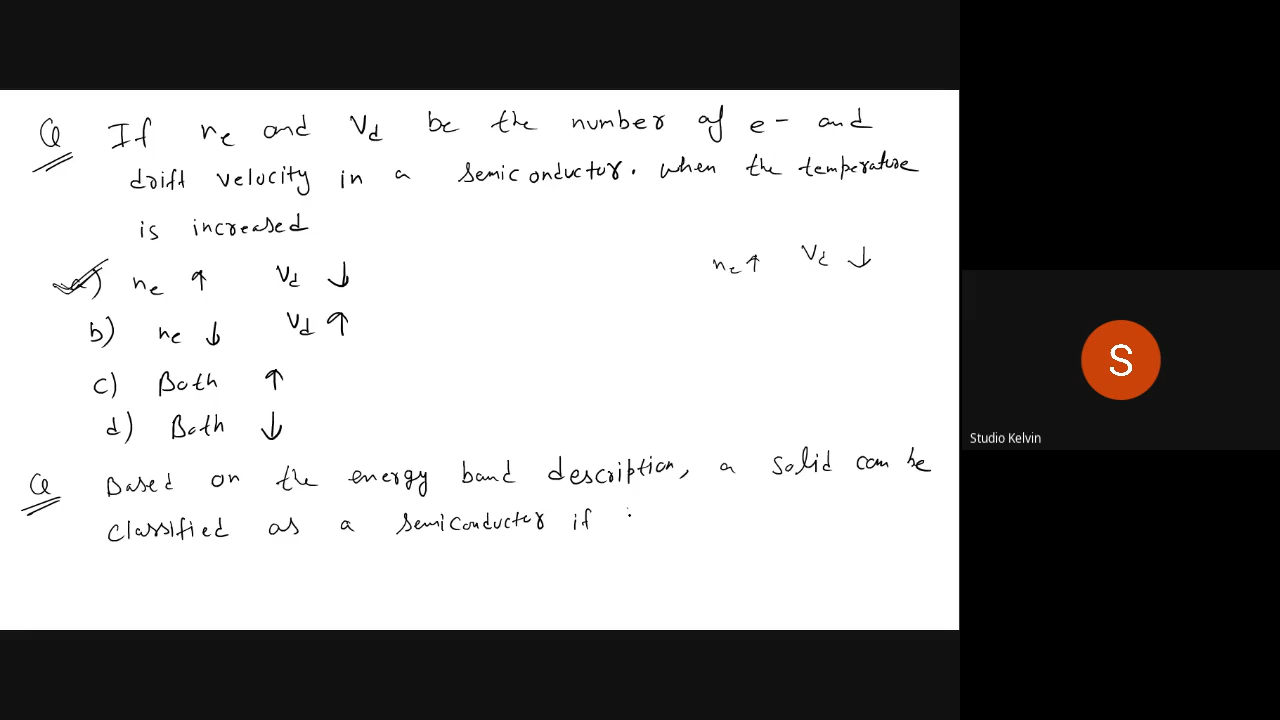 Q If ne and Vd be the number of e- and
drift velocity in a semiconductor. when the temperature
is increased
ne ↑ Vd ↓
a) ne ↑ Vd ↓
b) ne ↓ Vd ↑
c) Both ↑
d) Both ↓
Q Based on the energy band description, a solid can be
classified as a semiconductor if
S
Studio Kelvin